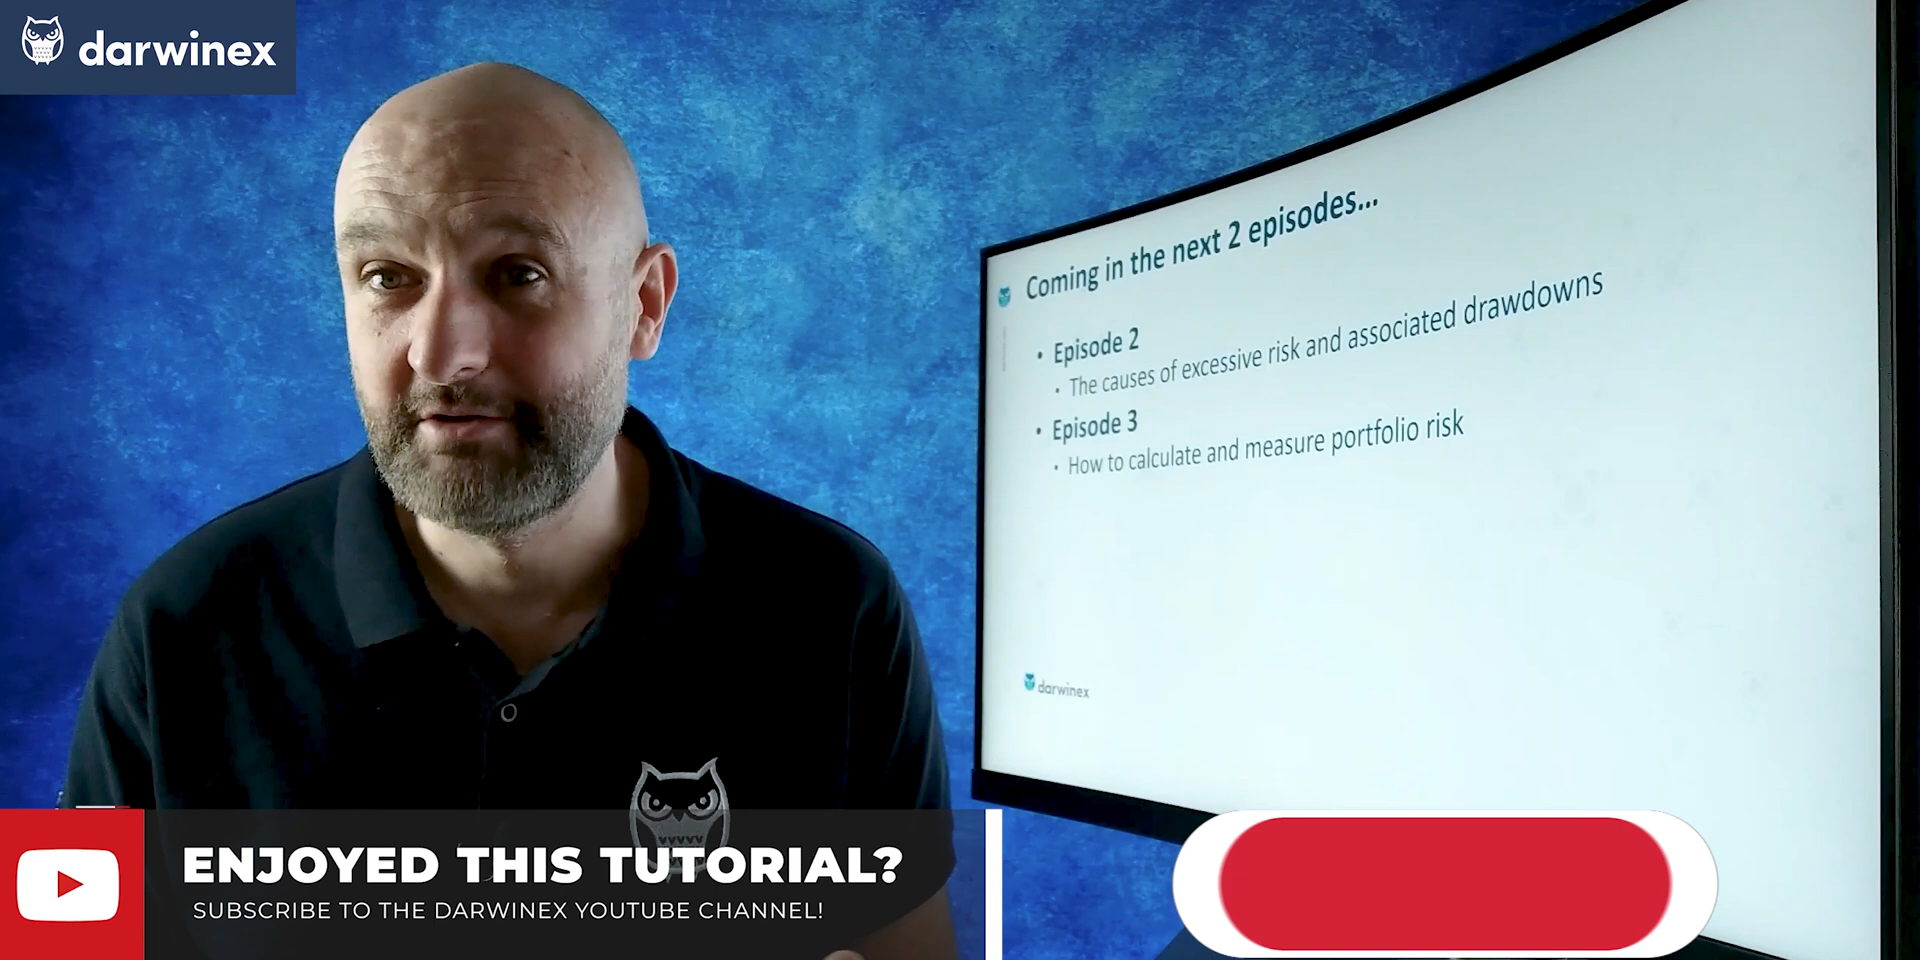 darwinex
Coming in the next 2 episodes...
• Episode 2
• The causes of excessive risk and associated drawdowns
• Episode 3
• How to calculate and measure portfolio risk
darwinex
ENJOYED THIS TUTORIAL?
SUBSCRIBE TO THE DARWINEX YOUTUBE CHANNEL!